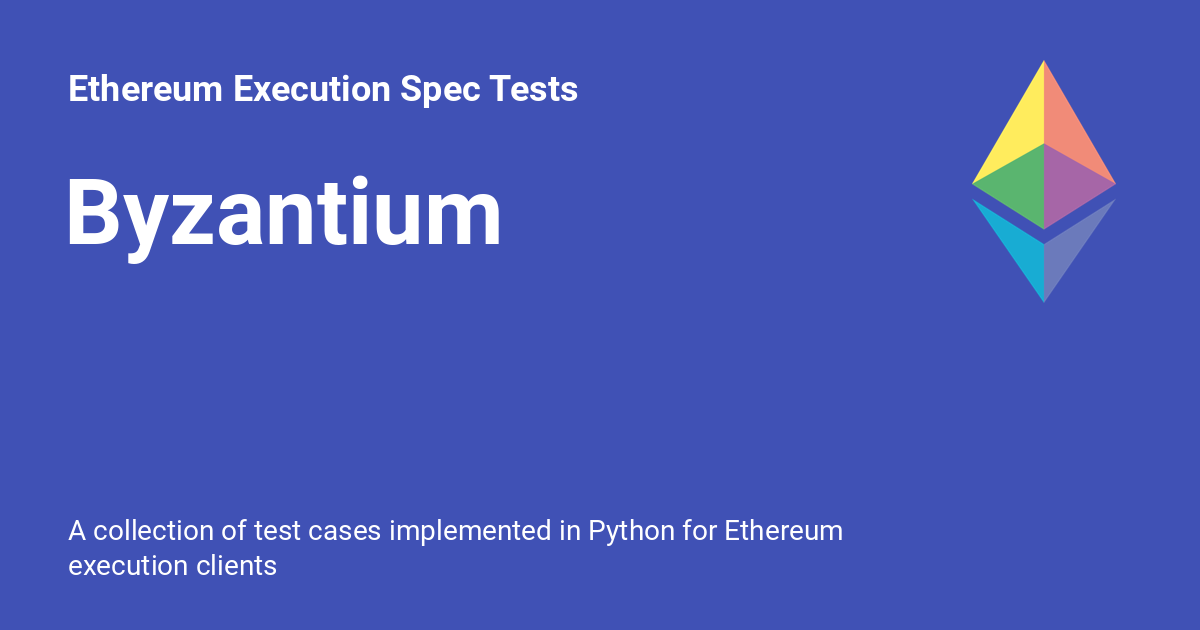 Ethereum Execution Spec Tests
Byzantium
A collection of test cases implemented in Python for Ethereum
execution clients